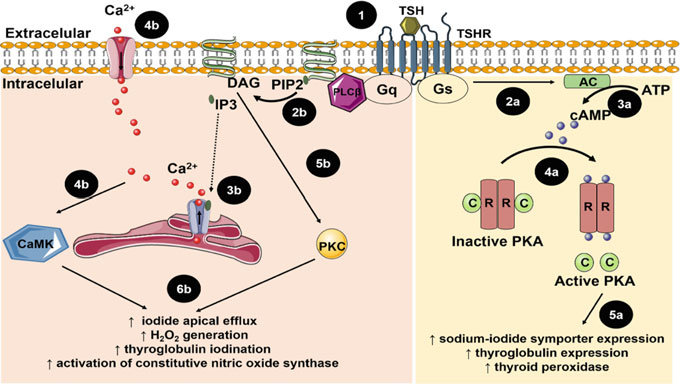 Ca²⁺
4b
1
TSH
TSHR
Extracelular
Intracelular
DAG
PIP2
PLCβ
Gq
Gs
AC
ATP
IP3
2b
2a
cAMP
3a
5b
4a
Ca²⁺
4b
3b
CaMK
PKC
C R R C
R R
Inactive PKA
C C
Active PKA
6b
5a
↑ iodide apical efflux
↑ H₂O₂ generation
↑ thyroglobulin iodination
↑ activation of constitutive nitric oxide synthase
↑ sodium-iodide symporter expression
↑ thyroglobulin expression
↑ thyroid peroxidase